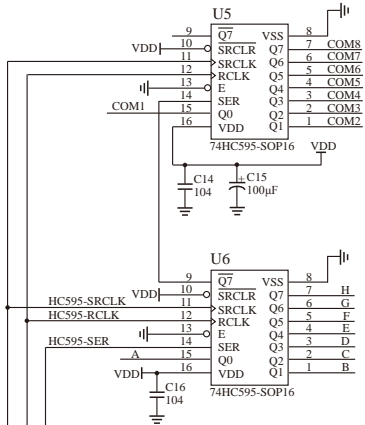 U5
9 Q7 VSS 8
VDD 10 SRCLR Q7 7 COM8
11 SRCLK Q6 6 COM7
12 RCLK Q5 5 COM6
13 E Q4 4 COM5
14 SER Q3 3 COM4
COM1 15 Q0 Q2 2 COM3
16 VDD Q1 1 COM2
74HC595-SOP16
VDD
C14
104
+ C15
100μF
U6
9 Q7 VSS 8
VDD 10 SRCLR Q7 7 H
HC595-SRCLK 11 SRCLK Q6 6 G
HC595-RCLK 12 RCLK Q5 5 F
13 E Q4 4 E
HC595-SER 14 SER Q3 3 D
A 15 Q0 Q2 2 C
VDD 16 VDD Q1 1 B
74HC595-SOP16
C16
104